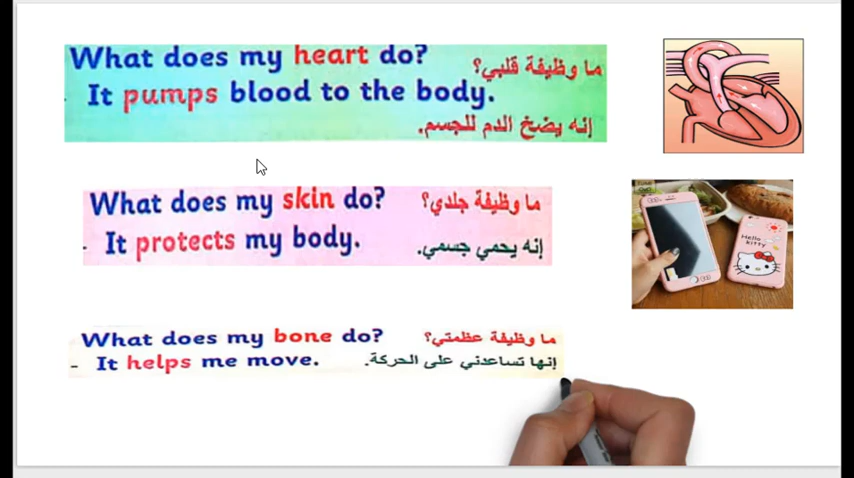 What does my heart do?
ما وظيفة قلبي؟
It pumps blood to the body.
إنه يضخ الدم للجسم.
What does my skin do?
ما وظيفة جلدي؟
It protects my body.
إنه يحمي جسمي.
Hello
kitty
What does my bone do?
ما وظيفة عظمتي؟
- It helps me move.
إنها تساعدني على الحركة.